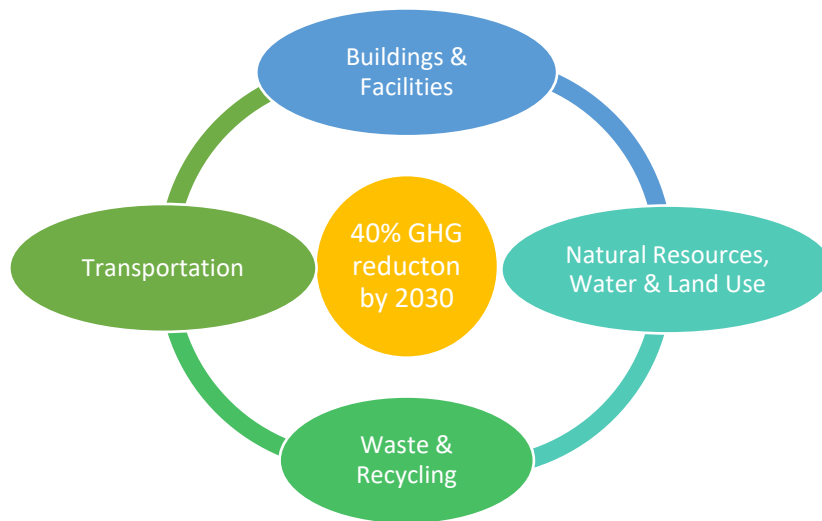 Buildings &
Facilities
Transportation
40% GHG
reducton
by 2030
Natural Resources,
Water & Land Use
Waste &
Recycling